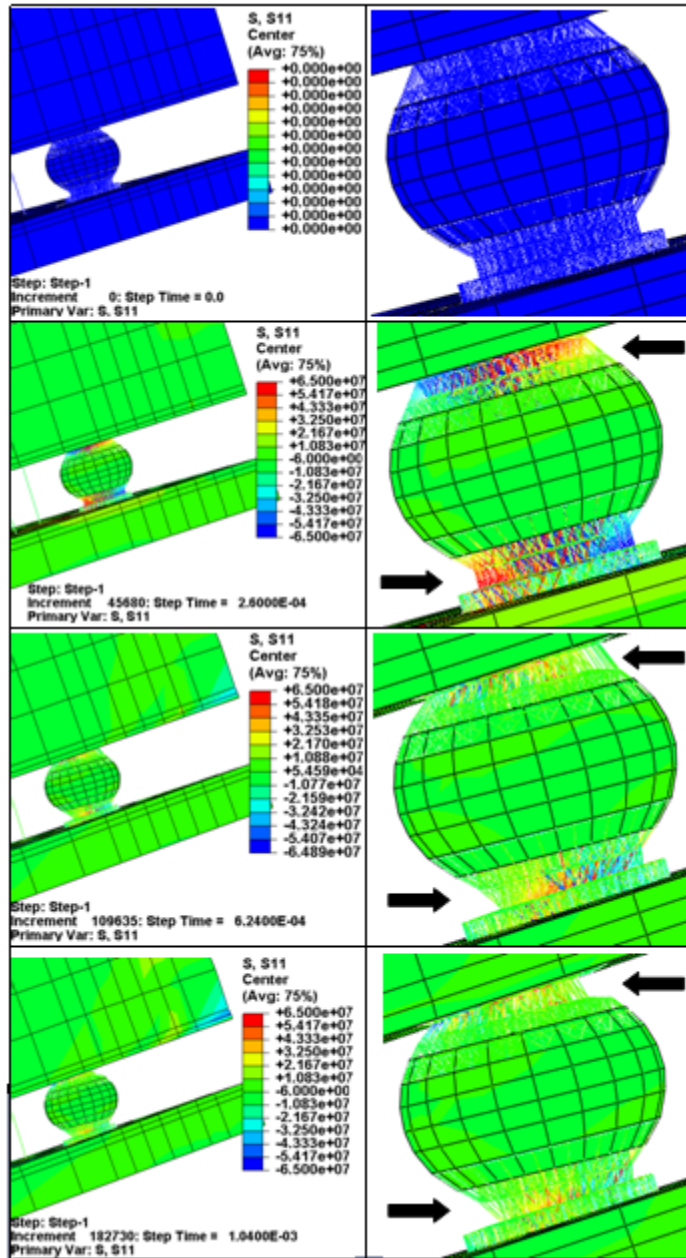 S, S11
Center
(Avg: 75%)
+0.000e+00
+0.000e+00
+0.000e+00
+0.000e+00
+0.000e+00
+0.000e+00
+0.000e+00
+0.000e+00
+0.000e+00
+0.000e+00
+0.000e+00
+0.000e+00
+0.000e+00
Step: Step-1
Increment 0: Step Time = 0.0
Primary Var: S, S11
S, S11
Center
(Avg: 75%)
+6.500e+07
+5.417e+07
+4.333e+07
+3.250e+07
+2.167e+07
+1.083e+07
-6.000e+00
-1.083e+07
-2.167e+07
-3.250e+07
-4.333e+07
-5.417e+07
-6.500e+07
Step: Step-1
Increment 45680: Step Time = 2.6000E-04
Primary Var: S, S11
S, S11
Center
(Avg: 75%)
+6.500e+07
+5.418e+07
+4.335e+07
+3.253e+07
+2.170e+07
+1.088e+07
+5.459e+04
-1.077e+07
-2.159e+07
-3.242e+07
-4.324e+07
-5.407e+07
-6.489e+07
Step: Step-1
Increment 109635: Step Time = 6.2400E-04
Primary Var: S, S11
S, S11
Center
(Avg: 75%)
+6.500e+07
+5.417e+07
+4.333e+07
+3.250e+07
+2.167e+07
+1.083e+07
-6.000e+00
-1.083e+07
-2.167e+07
-3.250e+07
-4.333e+07
-5.417e+07
-6.500e+07
Step: Step-1
Increment 182730: Step Time = 1.0400E-03
Primary Var: S, S11